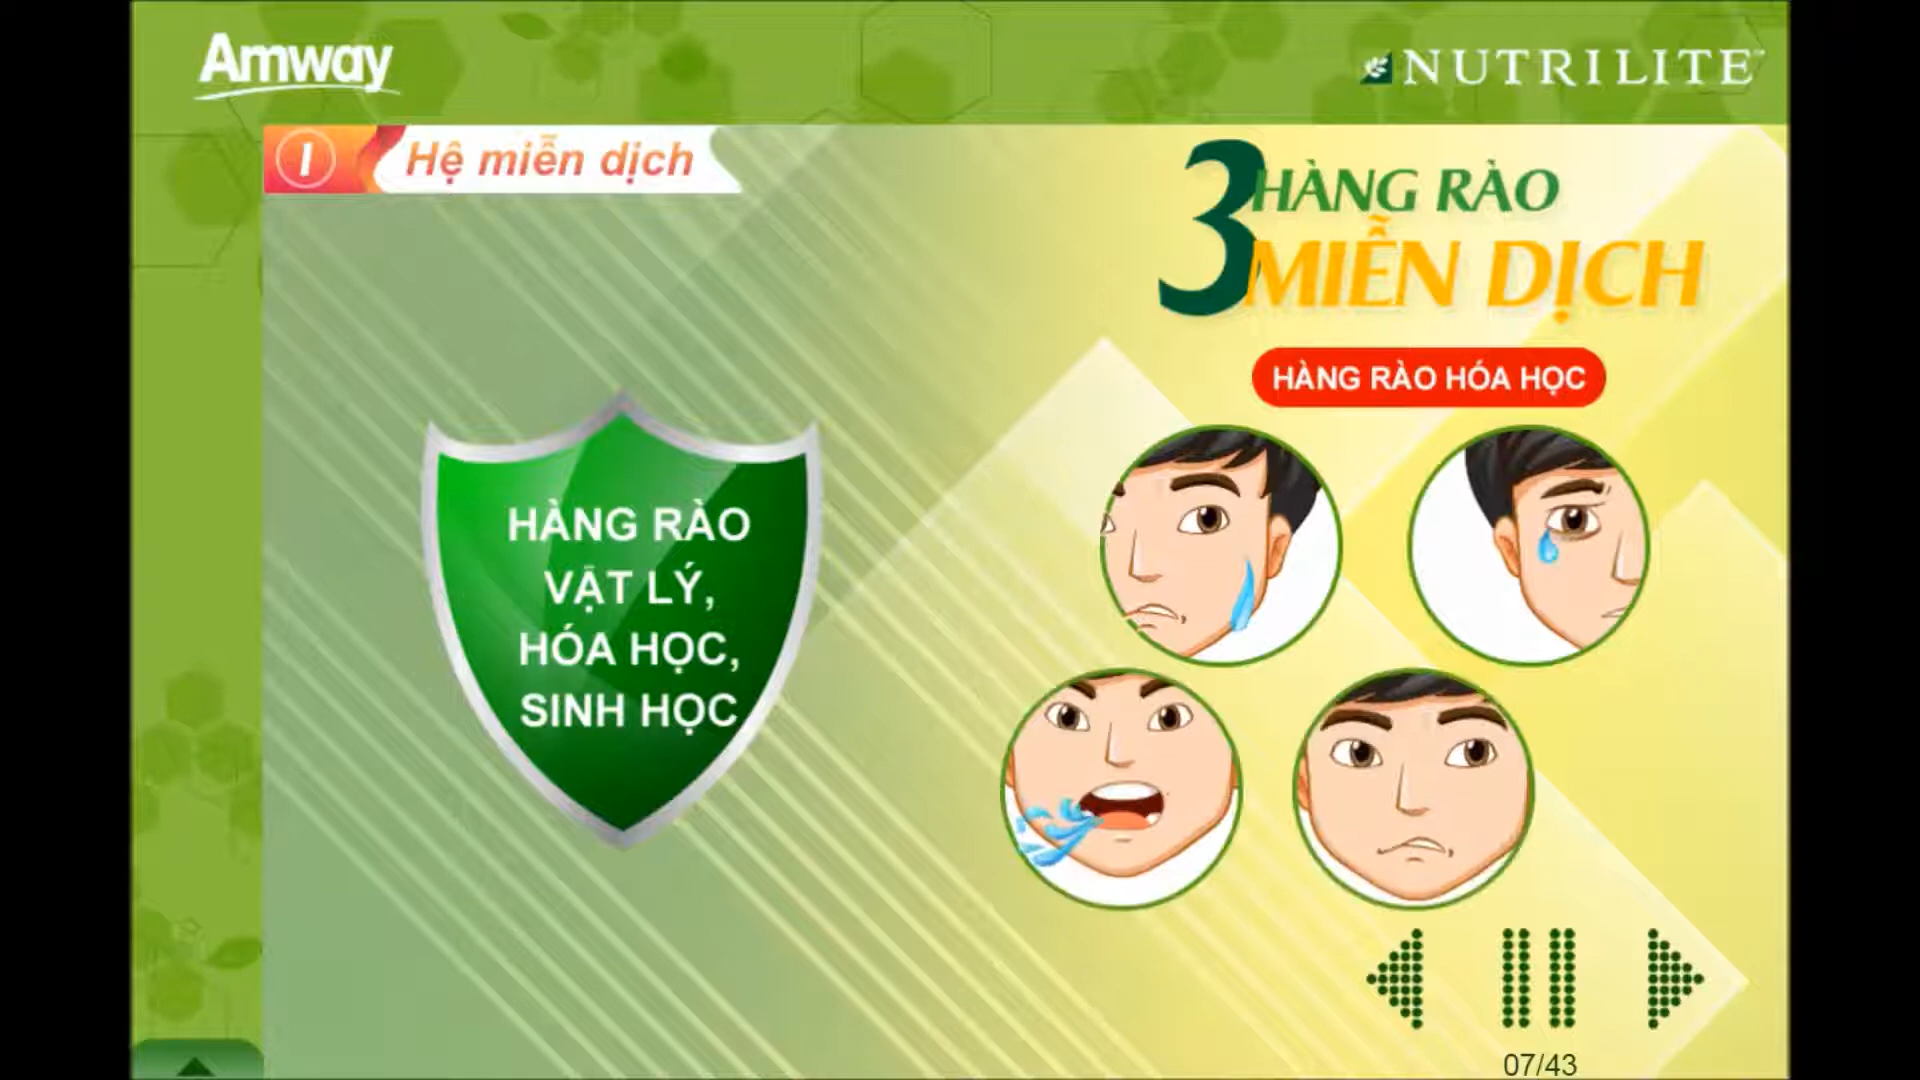 Amway
NUTRILITE™
I Hệ miễn dịch
3 HÀNG RÀO
MIỄN DỊCH
HÀNG RÀO HÓA HỌC
HÀNG RÀO
VẬT LÝ,
HÓA HỌC,
SINH HỌC
07/43